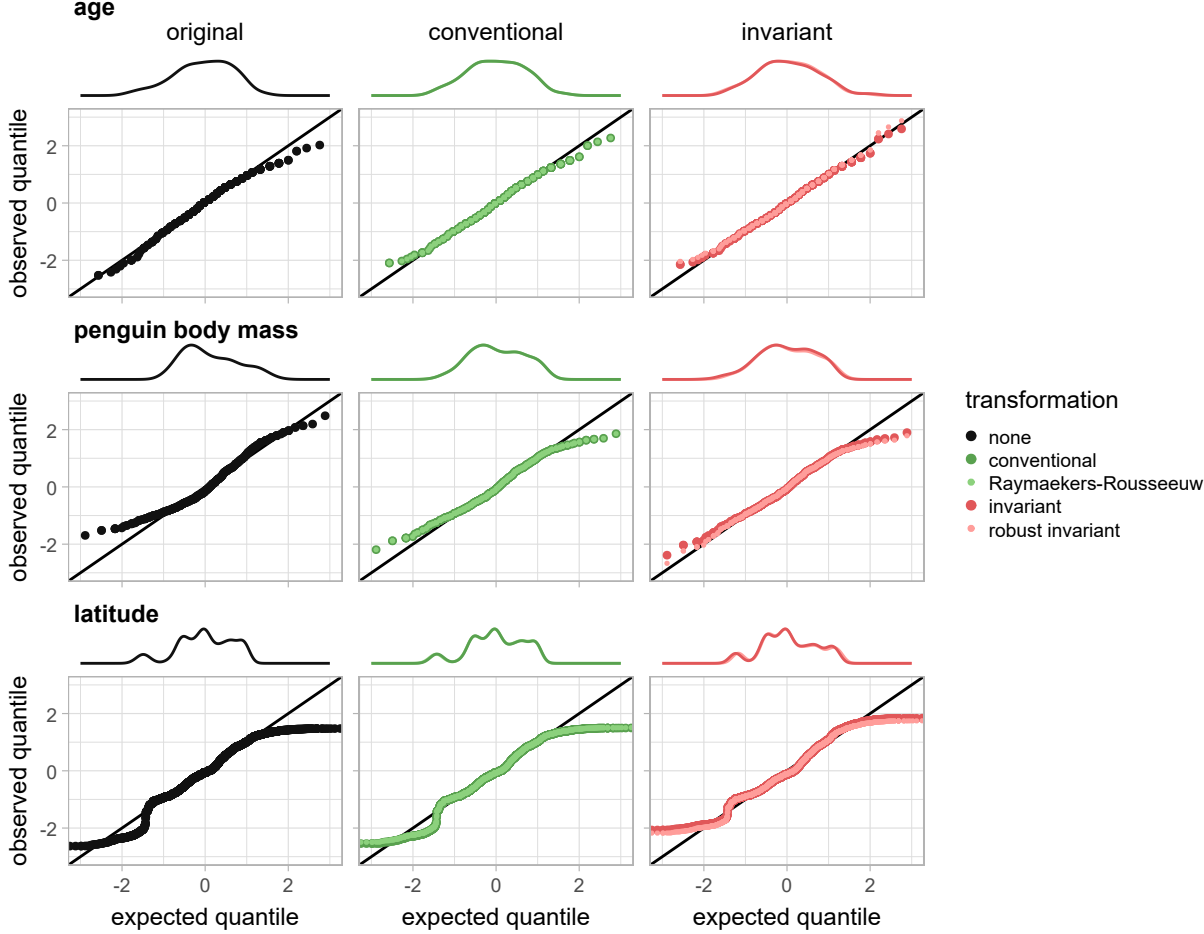 age
original conventional invariant
observed quantile
2
0
-2
penguin body mass
observed quantile
2
0
-2
transformation
none
conventional
Raymaekers-Rousseeuw
invariant
robust invariant
latitude
observed quantile
2
0
-2
-2 0 2 -2 0 2 -2 0 2
expected quantile expected quantile expected quantile